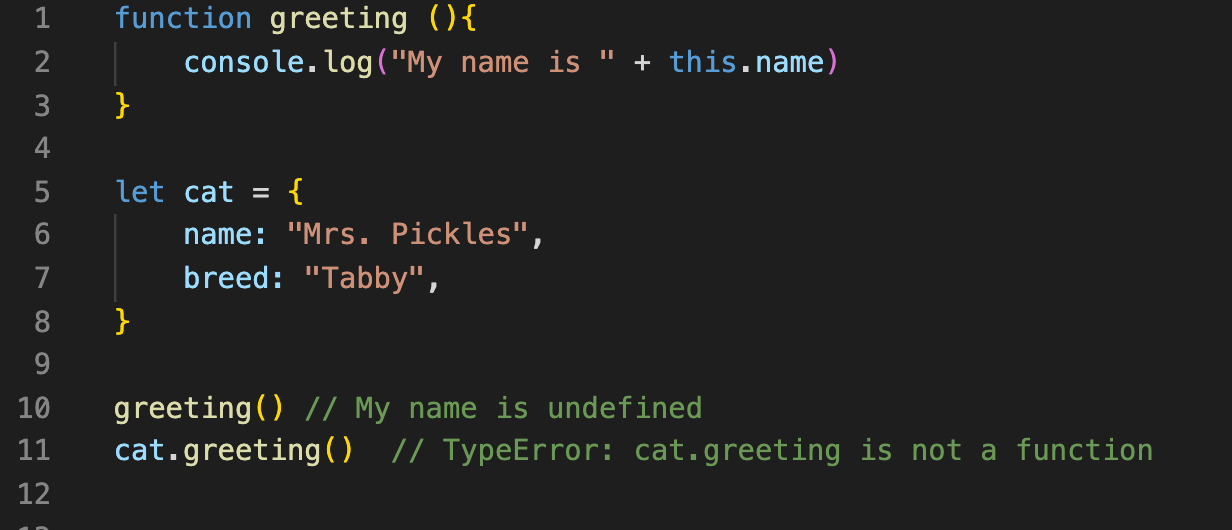 1 function greeting (){
2 console.log("My name is " + this.name)
3 }
4
5 let cat = {
6 name: "Mrs. Pickles",
7 breed: "Tabby",
8 }
9
10 greeting() // My name is undefined
11 cat.greeting()  // TypeError: cat.greeting is not a function
12